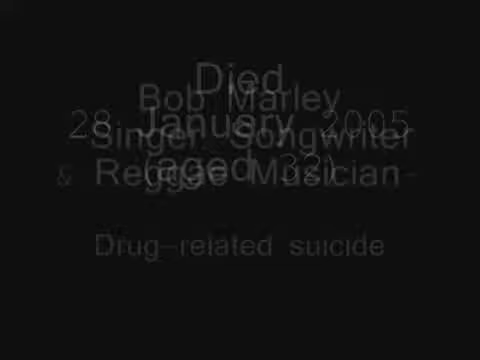 Died
Bob Marley
28 January 2005
Singer, Songwriter
(aged 32)
& Reggae Musician-
Drug-related suicide